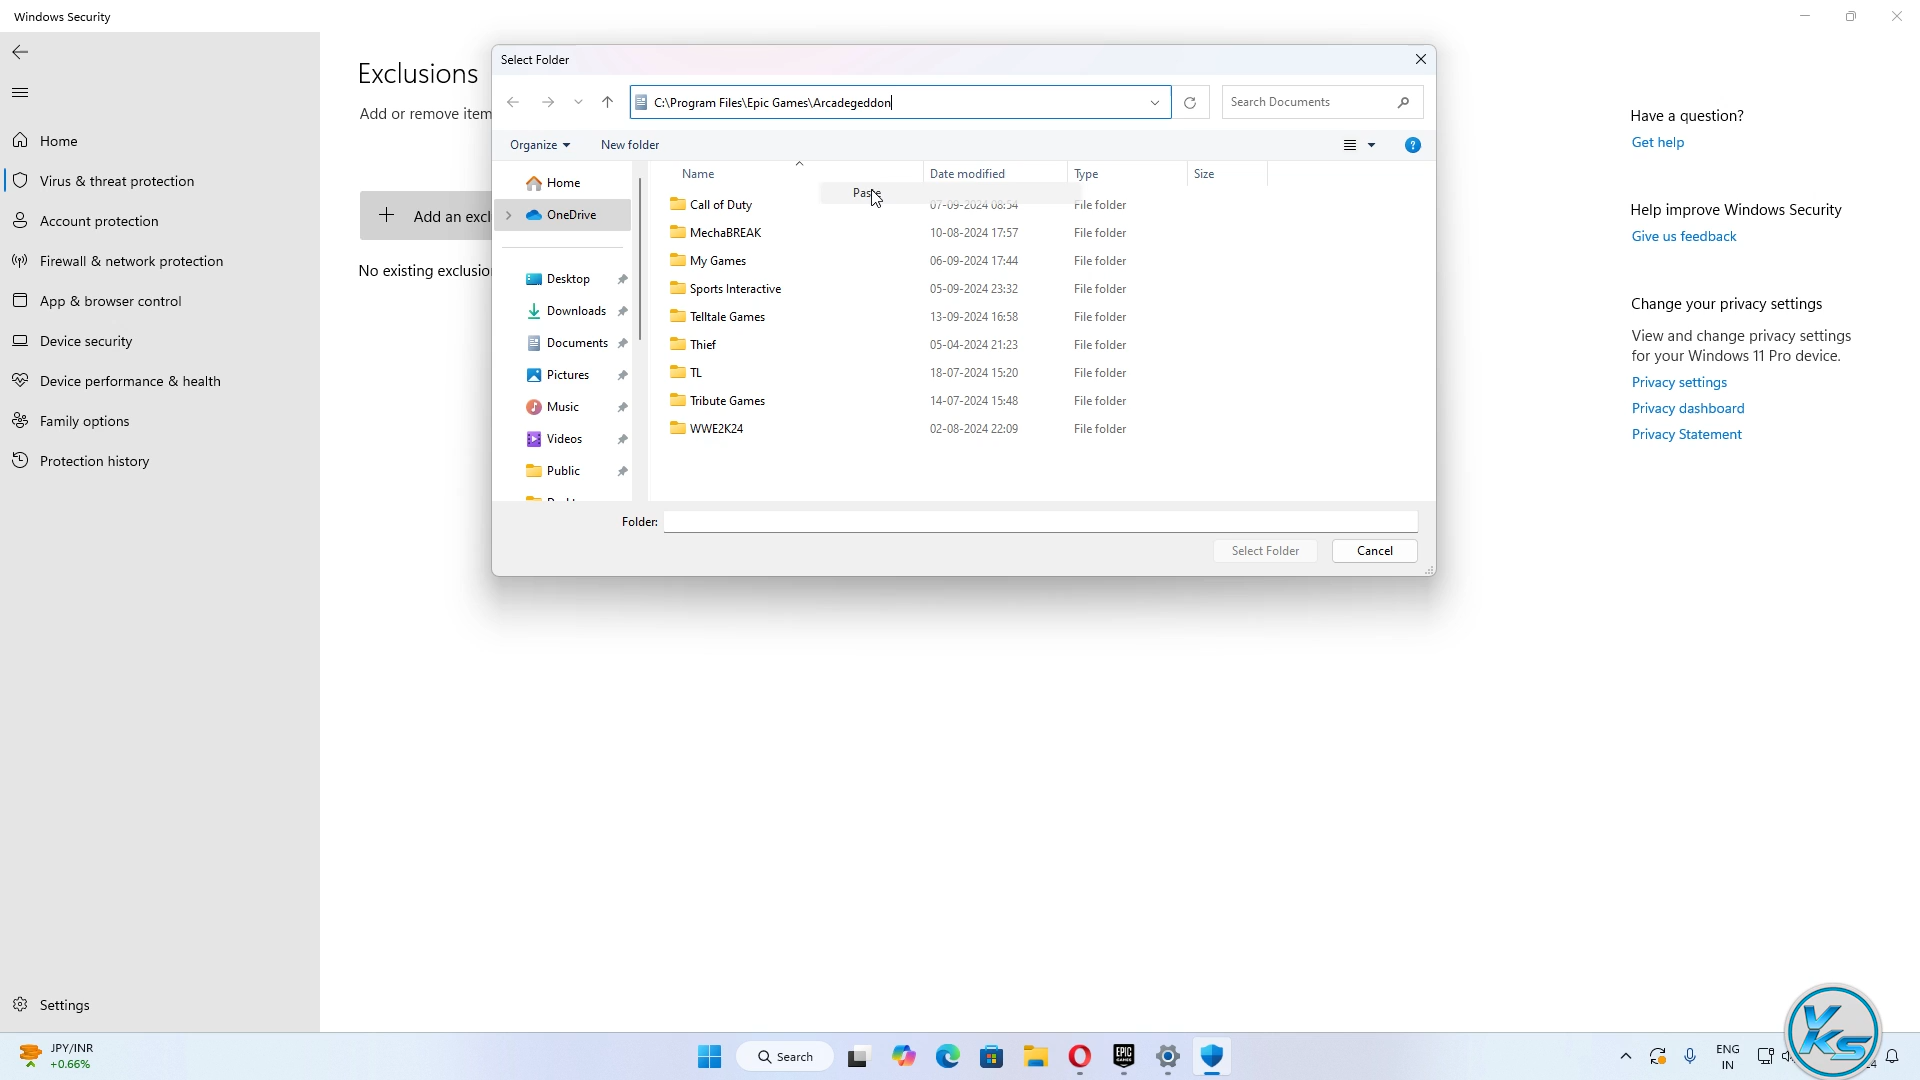 Windows Security
Home
Virus & threat protection
Account protection
Firewall & network protection
App & browser control
Device security
Device performance & health
Family options
Protection history
Settings
Exclusions
Add or remove item
Add an excl
No existing exclusio
Select Folder
C:\Program Files\Epic Games\Arcadegeddon
Search Documents
Organize
New folder
Home
OneDrive
Desktop
Downloads
Documents
Pictures
Music
Videos
Public
Name Date modified Type Size
Paste
Call of Duty 07-09-2024 08:54 File folder
MechaBREAK 10-08-2024 17:57 File folder
My Games 06-09-2024 17:44 File folder
Sports Interactive 05-09-2024 23:32 File folder
Telltale Games 13-09-2024 16:58 File folder
Thief 05-04-2024 21:23 File folder
TL 18-07-2024 15:20 File folder
Tribute Games 14-07-2024 15:48 File folder
WWE2K24 02-08-2024 22:09 File folder
Folder:
Select Folder
Cancel
Have a question?
Get help
Help improve Windows Security
Give us feedback
Change your privacy settings
View and change privacy settings
for your Windows 11 Pro device.
Privacy settings
Privacy dashboard
Privacy Statement
JPY/INR
+0.66%
Search
EPIC
GAMES
ENG
IN
YKS